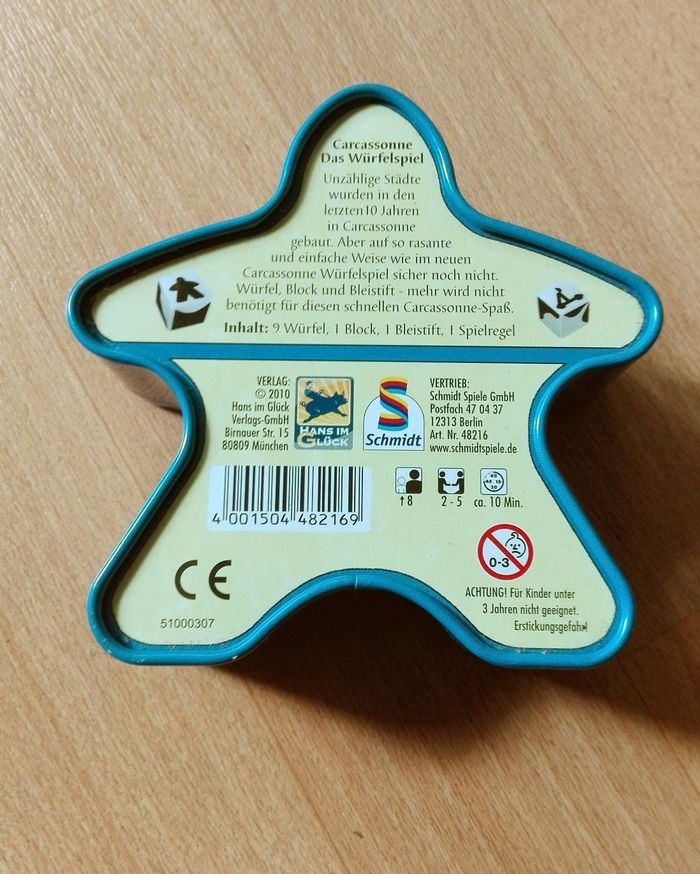 Carcassonne
Das Würfelspiel
Unzählige Städte
wurden in den
letzten10 Jahren
in Carcassonne
gebaut. Aber auf so rasante
und einfache Weise wie im neuen
Carcassonne Würfelspiel sicher noch nicht.
Würfel, Block und Bleistift - mehr wird nicht
benötigt für diesen schnellen Carcassonne-Spaß.
Inhalt: 9 Würfel, 1 Block, 1 Bleistift, 1 Spielregel
VERLAG:
© 2010
Hans im Glück
Verlags-GmbH
Birnauer Str. 15
80809 München
HANS IM
GLÜCK
Schmidt
VERTRIEB:
Schmidt Spiele GmbH
Postfach 47 04 37
12313 Berlin
Art. Nr. 48216
www.schmidtspiele.de
4 001504 482169
60
45 15
30
↑8
2 - 5
ca. 10 Min.
0-3
CE
ACHTUNG! Für Kinder unter
3 Jahren nicht geeignet.
Erstickungsgefahr!
51000307